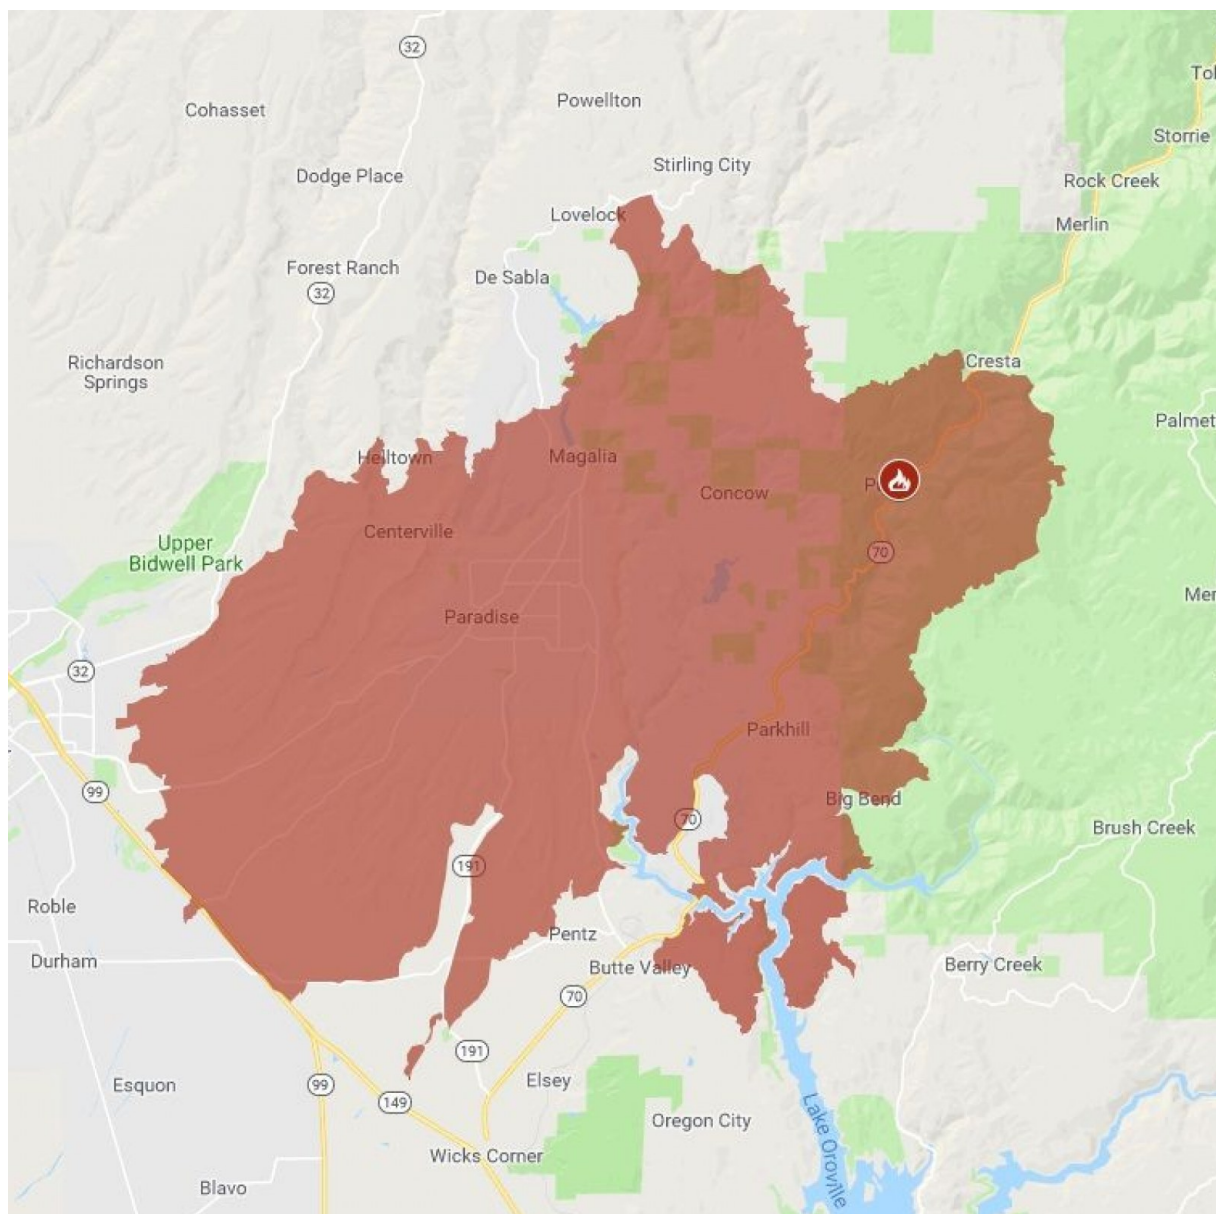 32
Cohasset
Powellton
Storrie
Stirling City
Dodge Place
Rock Creek
Lovelock
Merlin
Forest Ranch
De Sabla
32
Richardson
Springs
Cresta
Helltown
Magalia
Concow
Centerville
Upper
Bidwell Park
70
Paradise
32
Parkhill
99
Big Bend
70
Brush Creek
191
Roble
Pentz
Durham
Butte Valley
Berry Creek
70
191
Elsey
Esquon
99
149
Oregon City
Lake Oroville
Wicks Corner
Blavo